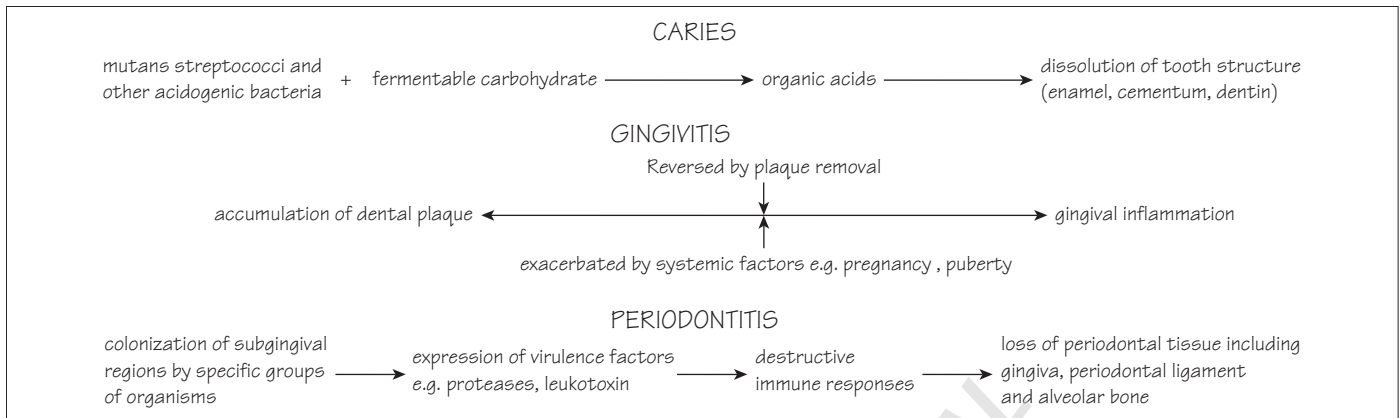 CARIES
mutans streptococci and
other acidogenic bacteria
+
fermentable carbohydrate
organic acids
dissolution of tooth structure
(enamel, cementum, dentin)
GINGIVITIS
Reversed by plaque removal
accumulation of dental plaque
gingival inflammation
exacerbated by systemic factors e.g. pregnancy , puberty
PERIODONTITIS
colonization of subgingival
regions by specific groups
of organisms
expression of virulence factors
e.g. proteases, leukotoxin
destructive
immune responses
loss of periodontal tissue including
gingiva, periodontal ligament
and alveolar bone